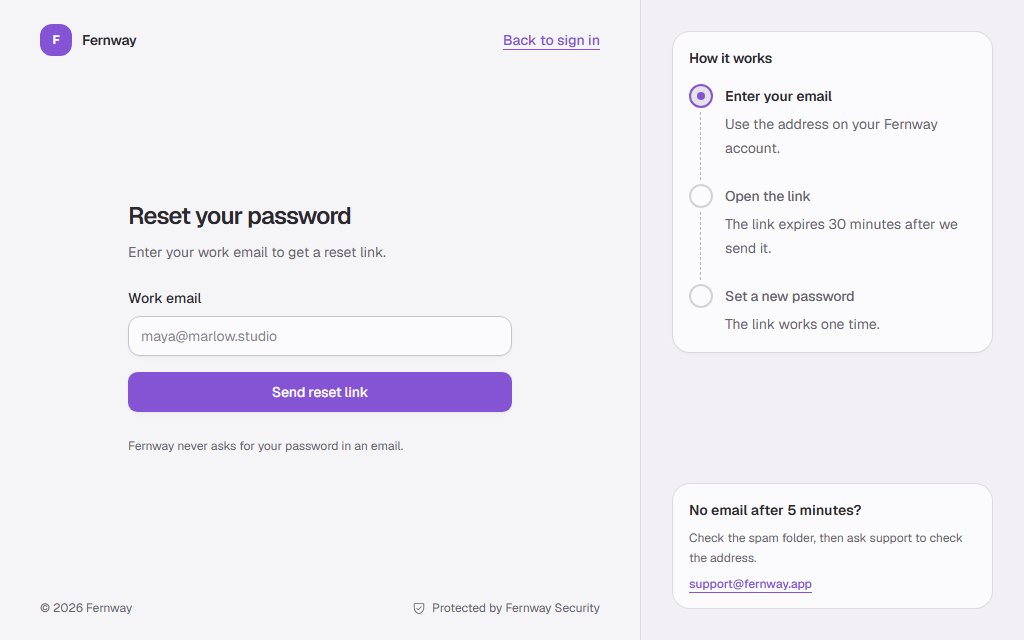 F
Fernway
Back to sign in
Reset your password
Enter your work email to get a reset link.
Work email
maya@marlow.studio
Send reset link
Fernway never asks for your password in an email.
© 2026 Fernway
Protected by Fernway Security
How it works
Enter your email
Use the address on your Fernway
account.
Open the link
The link expires 30 minutes after we
send it.
Set a new password
The link works one time.
No email after 5 minutes?
Check the spam folder, then ask support to check
the address.
support@fernway.app